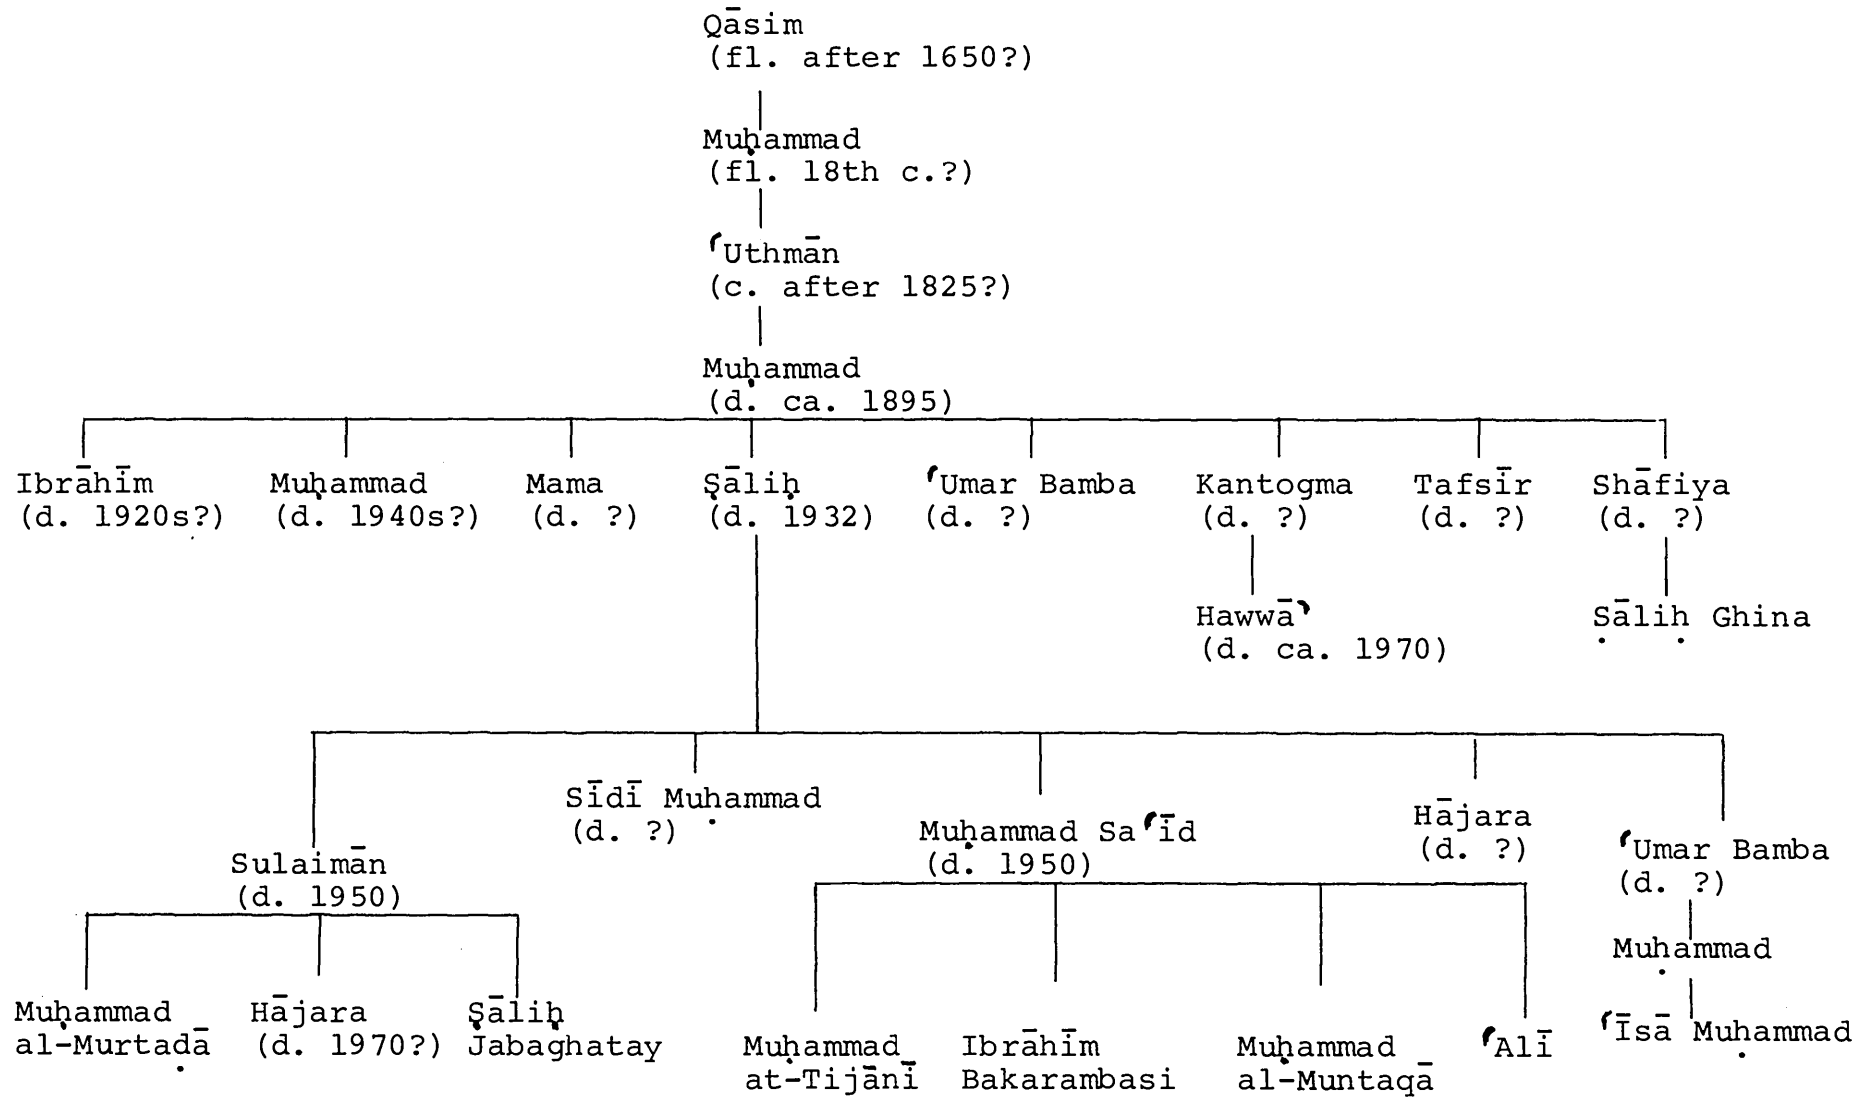 Qāsim
(fl. after 1650?)
Muḥammad
(fl. 18th c.?)
ʿUthmān
(c. after 1825?)
Muḥammad
(d. ca. 1895)
Ibrāhīm
(d. 1920s?)
Muḥammad
(d. 1940s?)
Mama
(d. ?)
Ṣāliḥ
(d. 1932)
ʿUmar Bamba
(d. ?)
Kantogma
(d. ?)
Tafsīr
(d. ?)
Shāfiya
(d. ?)
Hawwāʾ
(d. ca. 1970)
Ṣāliḥ Ghina
Sulaimān
(d. 1950)
Sīdī Muḥammad
(d. ?)
Muḥammad Saʿīd
(d. 1950)
Hājara
(d. ?)
ʿUmar Bamba
(d. ?)
Muḥammad
ʿĪsā Muḥammad
Muḥammad
al-Murtaḍā
Hājara
(d. 1970?)
Ṣāliḥ
Jabaghatay
Muḥammad
at-Tijānī
Ibrāhīm
Bakarambasi
Muḥammad
al-Muntaqā
ʿAlī